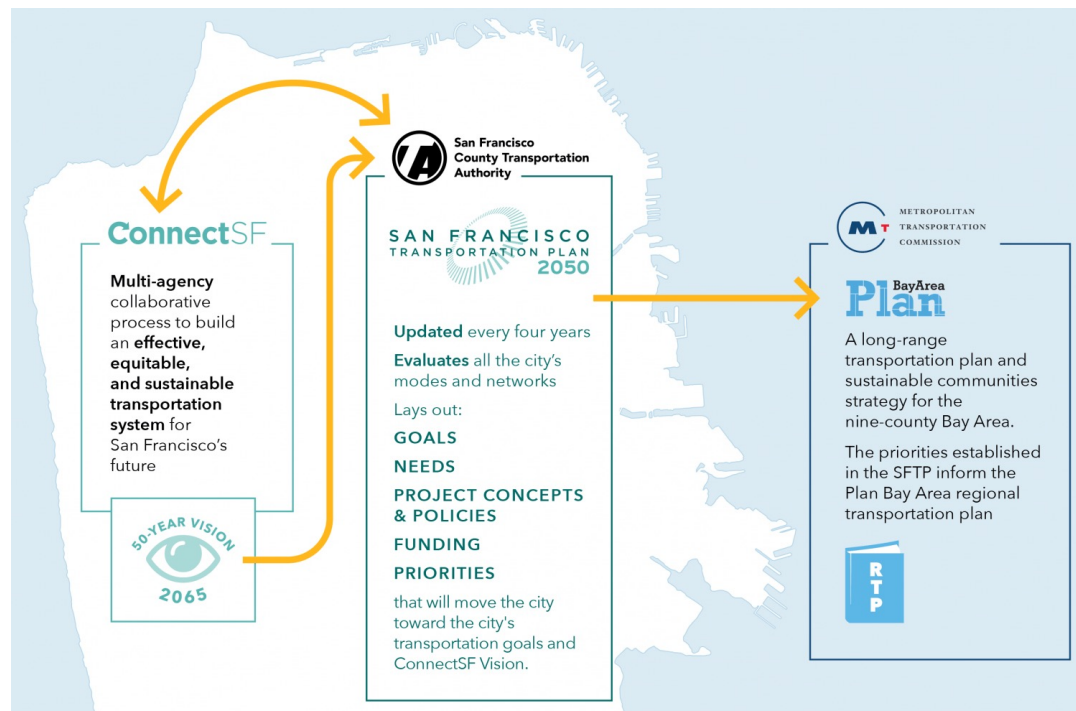 ConnectSF
Multi-agency
collaborative
process to build
an effective,
equitable,
and sustainable
transportation
system for
San Francisco's
future
50-YEAR VISION
2065
TA
San Francisco
County Transportation
Authority
SAN FRANCISCO
TRANSPORTATION PLAN
2050
Updated every four years
Evaluates all the city's
modes and networks
Lays out:
GOALS
NEEDS
PROJECT CONCEPTS
& POLICIES
FUNDING
PRIORITIES
that will move the city
toward the city's
transportation goals and
ConnectSF Vision.
MT
METROPOLITAN
TRANSPORTATION
COMMISSION
BayArea
Plan
A long-range
transportation plan and
sustainable communities
strategy for the
nine-county Bay Area.
The priorities established
in the SFTP inform the
Plan Bay Area regional
transportation plan
R
T
P